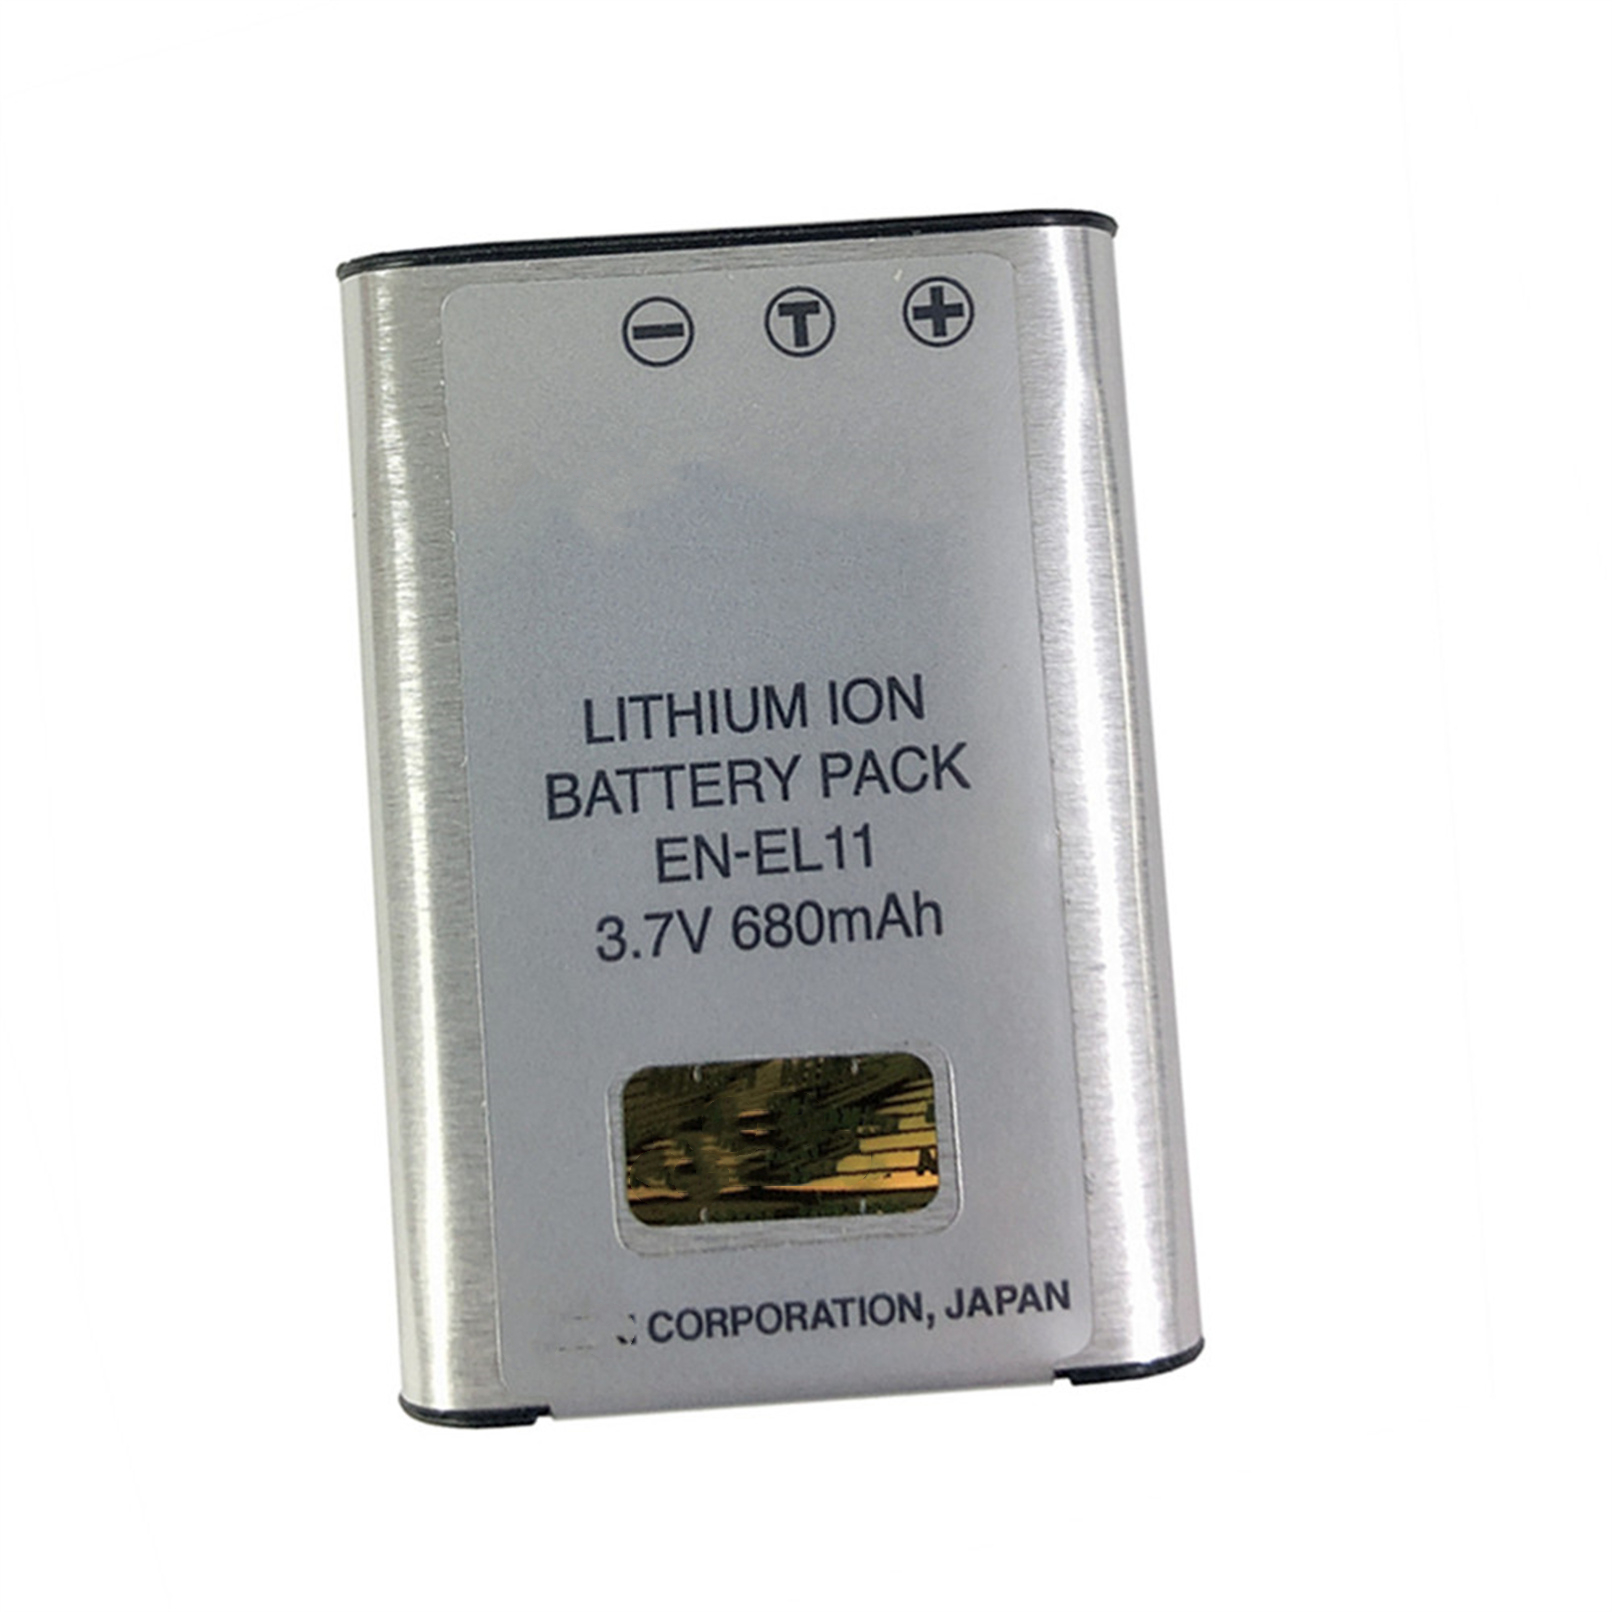 − T +
LITHIUM ION
BATTERY PACK
EN-EL11
3.7V 680mAh
CORPORATION, JAPAN